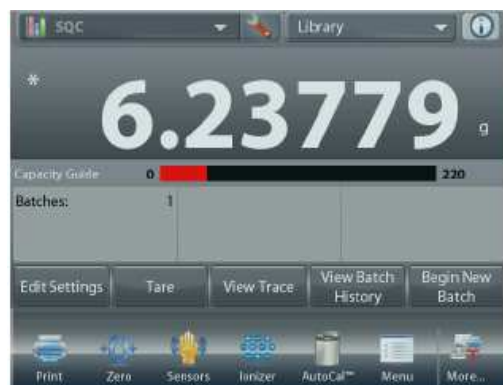 SQC Library
*
6.23779 g
Capacity Guide 0 220
Batches: 1
Edit Settings Tare View Trace View Batch History Begin New Batch
Print Zero Sensors Ionizer AutoCal™ Menu More...